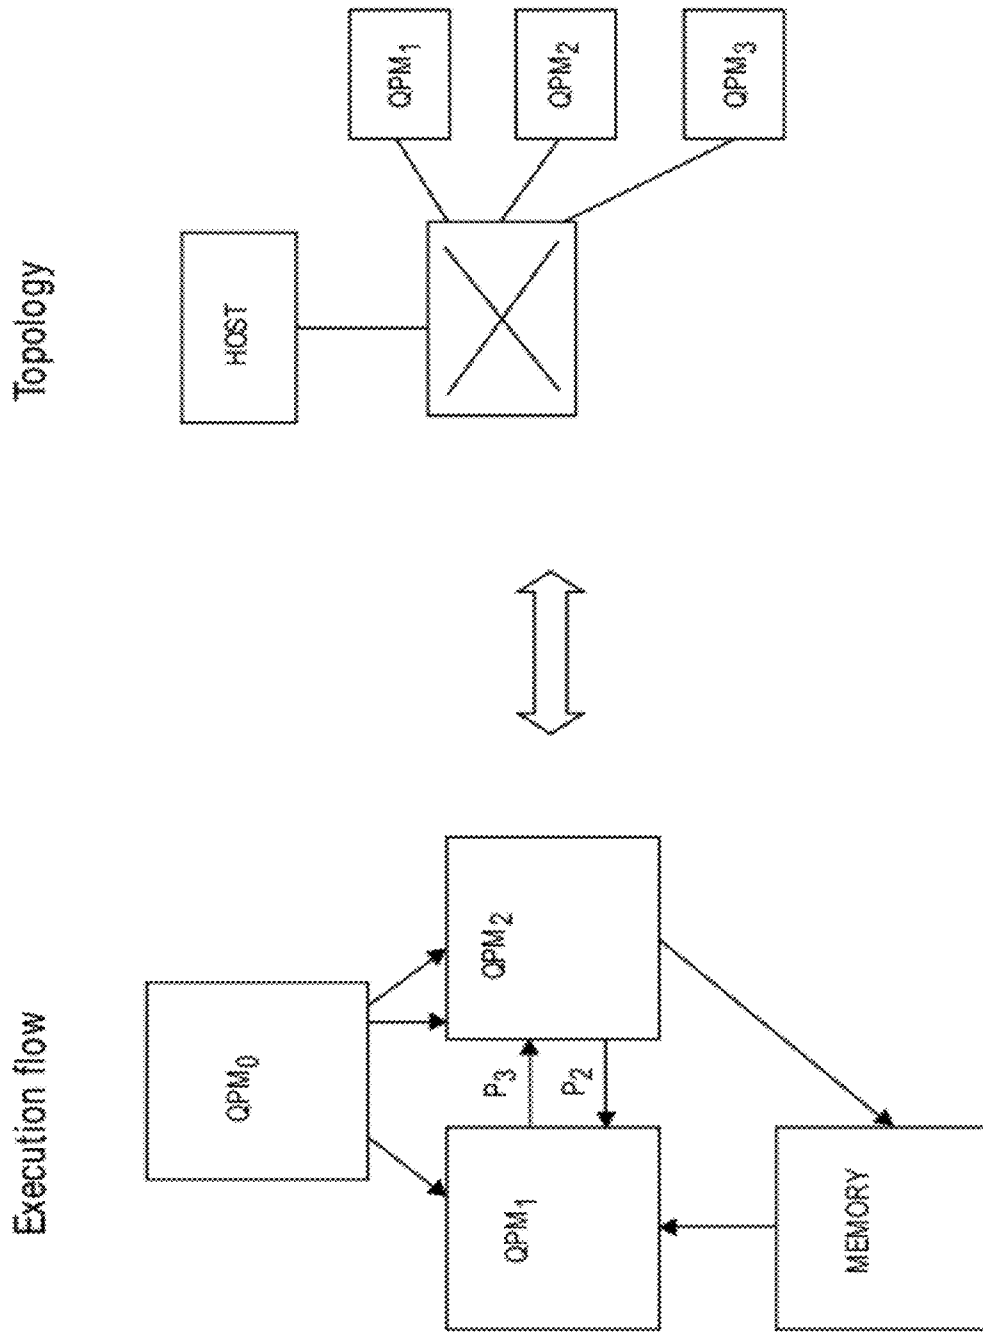 Execution flow
QPM0
QPM1
P3
P2
QPM2
MEMORY
Topology
HOST
QPM1
QPM2
QPM3